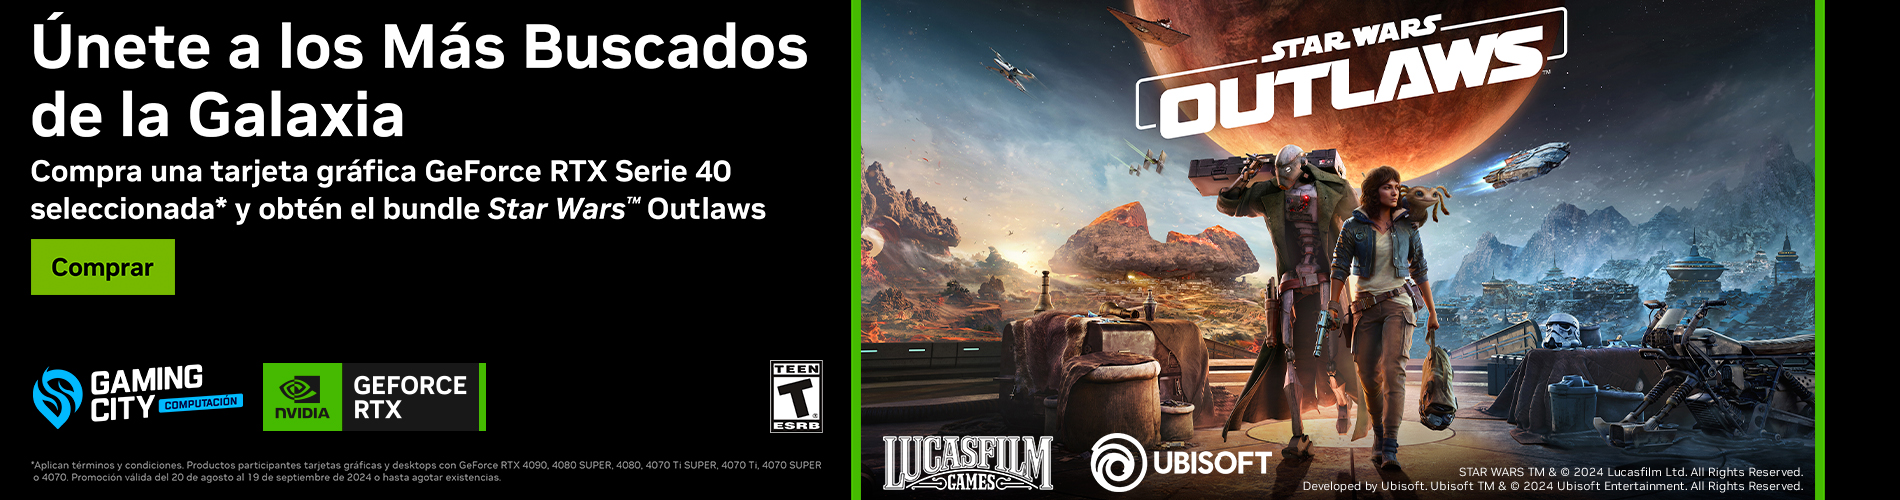 Únete a los Más Buscados
de la Galaxia
Compra una tarjeta gráfica GeForce RTX Serie 40
seleccionada* y obtén el bundle Star Wars™ Outlaws
Comprar
GAMING
CITY
COMPUTACIÓN
NVIDIA
GEFORCE
RTX
TEEN
T
®
ESRB
*Aplican términos y condiciones. Productos participantes tarjetas gráficas y desktops con GeForce RTX 4090, 4080 SUPER, 4080, 4070 Ti SUPER, 4070 Ti, 4070 SUPER
o 4070. Promoción válida del 20 de agosto al 19 de septiembre de 2024 o hasta agotar existencias.
STAR WARS
OUTLAWS™
LUCASFILM
GAMES
UBISOFT
STAR WARS TM & © 2024 Lucasfilm Ltd. All Rights Reserved.
Developed by Ubisoft. Ubisoft TM & © 2024 Ubisoft Entertainment. All Rights Reserved.